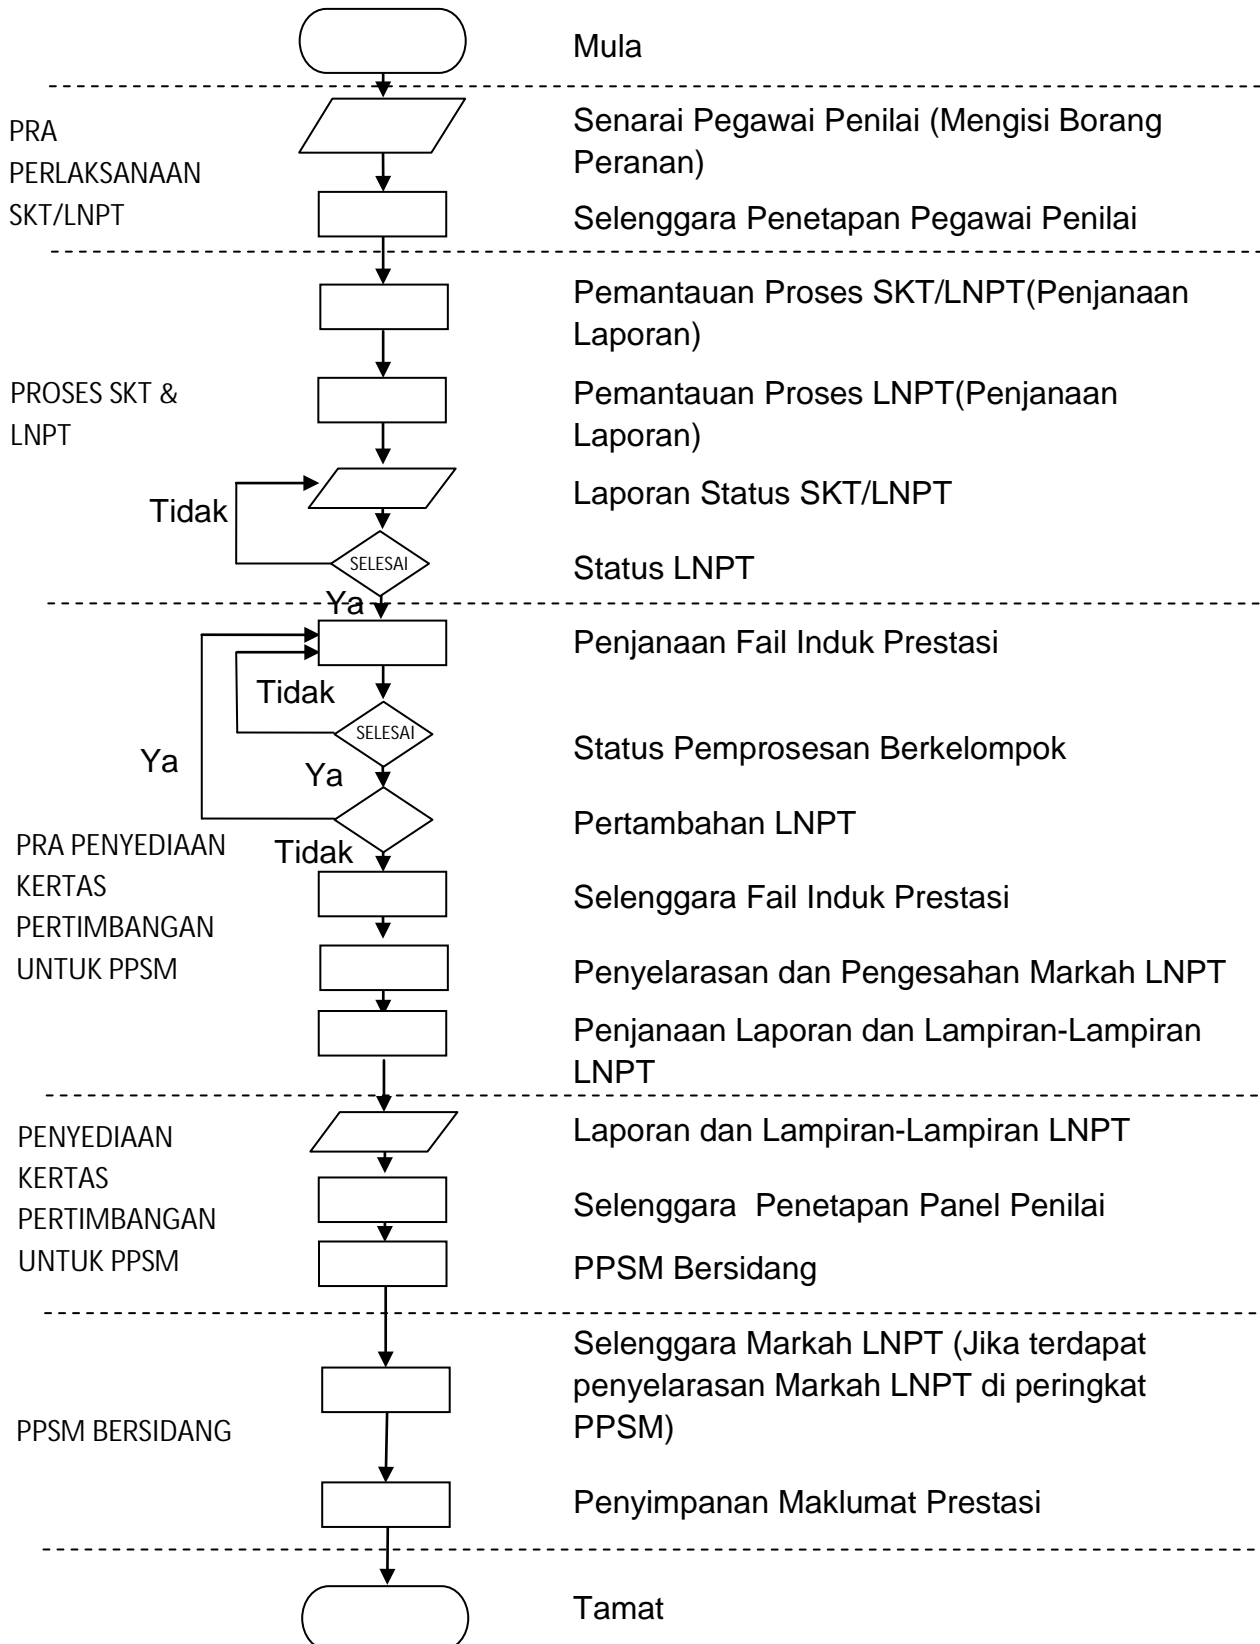 Mula
PRA
PERLAKSANAAN
SKT/LNPT
Senarai Pegawai Penilai (Mengisi Borang
Peranan)
Selenggara Penetapan Pegawai Penilai
PROSES SKT &
LNPT
Pemantauan Proses SKT/LNPT(Penjanaan
Laporan)
Pemantauan Proses LNPT(Penjanaan
Laporan)
Laporan Status SKT/LNPT
Tidak
SELESAI
Status LNPT
Ya
Penjanaan Fail Induk Prestasi
Tidak
SELESAI
Status Pemprosesan Berkelompok
Ya
Ya
Pertambahan LNPT
Tidak
PRA PENYEDIAAN
KERTAS
PERTIMBANGAN
UNTUK PPSM
Selenggara Fail Induk Prestasi
Penyelarasan dan Pengesahan Markah LNPT
Penjanaan Laporan dan Lampiran-Lampiran
LNPT
PENYEDIAAN
KERTAS
PERTIMBANGAN
UNTUK PPSM
Laporan dan Lampiran-Lampiran LNPT
Selenggara  Penetapan Panel Penilai
PPSM Bersidang
PPSM BERSIDANG
Selenggara Markah LNPT (Jika terdapat
penyelarasan Markah LNPT di peringkat
PPSM)
Penyimpanan Maklumat Prestasi
Tamat